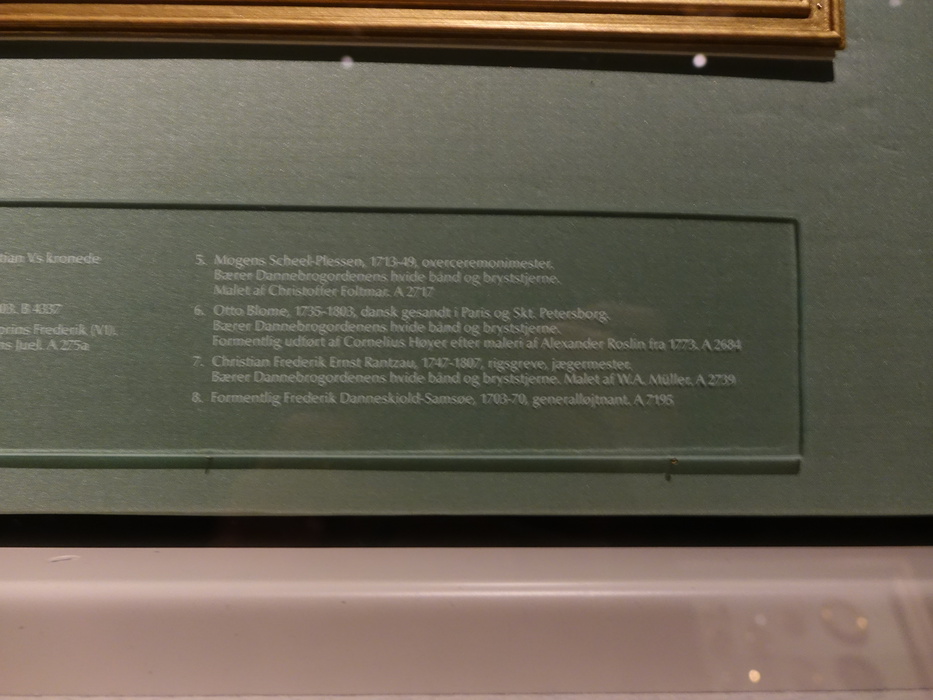 tian V's kronede
03. B 4337
prins Frederik (VI).
ns Juel. A 275a
5. Mogens Scheel-Plessen, 1713-49, overceremonimester.
Bærer Dannebrogordenens hvide bånd og bryststjerne.
Malet af Christoffer Foltmar. A 2717
6. Otto Blome, 1735-1803, dansk gesandt i Paris og Skt. Petersborg.
Bærer Dannebrogordenens hvide bånd og bryststjerne.
Formentlig udført af Cornelius Høyer efter maleri af Alexander Roslin fra 1773. A 2684
7. Christian Frederik Ernst Rantzau, 1747-1807, rigsgreve, jægermester.
Bærer Dannebrogordenens hvide bånd og bryststjerne. Malet af W.A. Müller. A 2739
8. Formentlig Frederik Danneskiold-Samsøe, 1703-70, generalløjtnant. A 7195